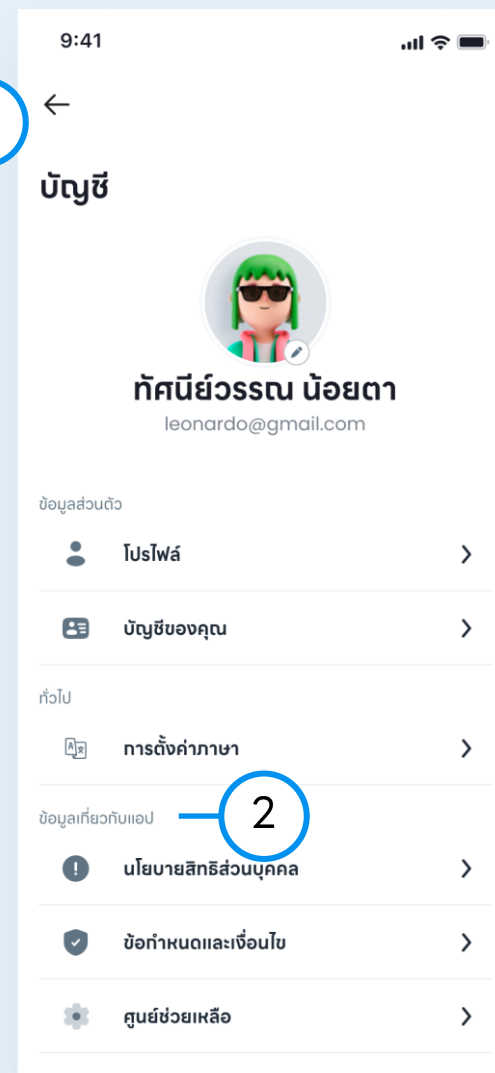 9:41
บัญชี
ทัศนีย์วรรณ น้อยตา
leonardo@gmail.com
ข้อมูลส่วนตัว
โปรไฟล์
บัญชีของคุณ
ทั่วไป
การตั้งค่าภาษา
ข้อมูลเกี่ยวกับแอป
2
นโยบายสิทธิส่วนบุคคล
ข้อกำหนดและเงื่อนไข
ศูนย์ช่วยเหลือ